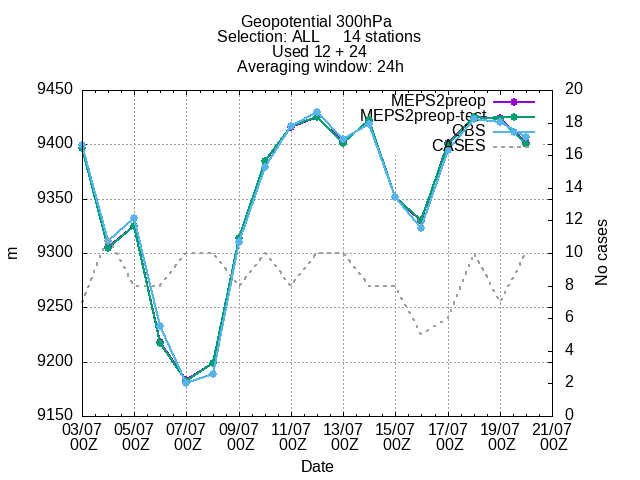 Geopotential 300hPa
Selection: ALL 14 stations
Used 12 + 24
Averaging window: 24h
MEPS2preop
MEPS2preop-test
OBS
CASES
9450
9400
9350
9300
9250
9200
9150
m
20
18
16
14
12
10
8
6
4
2
0
No cases
03/07 05/07 07/07 09/07 11/07 13/07 15/07 17/07 19/07 21/07
00Z 00Z 00Z 00Z 00Z 00Z 00Z 00Z 00Z 00Z
Date